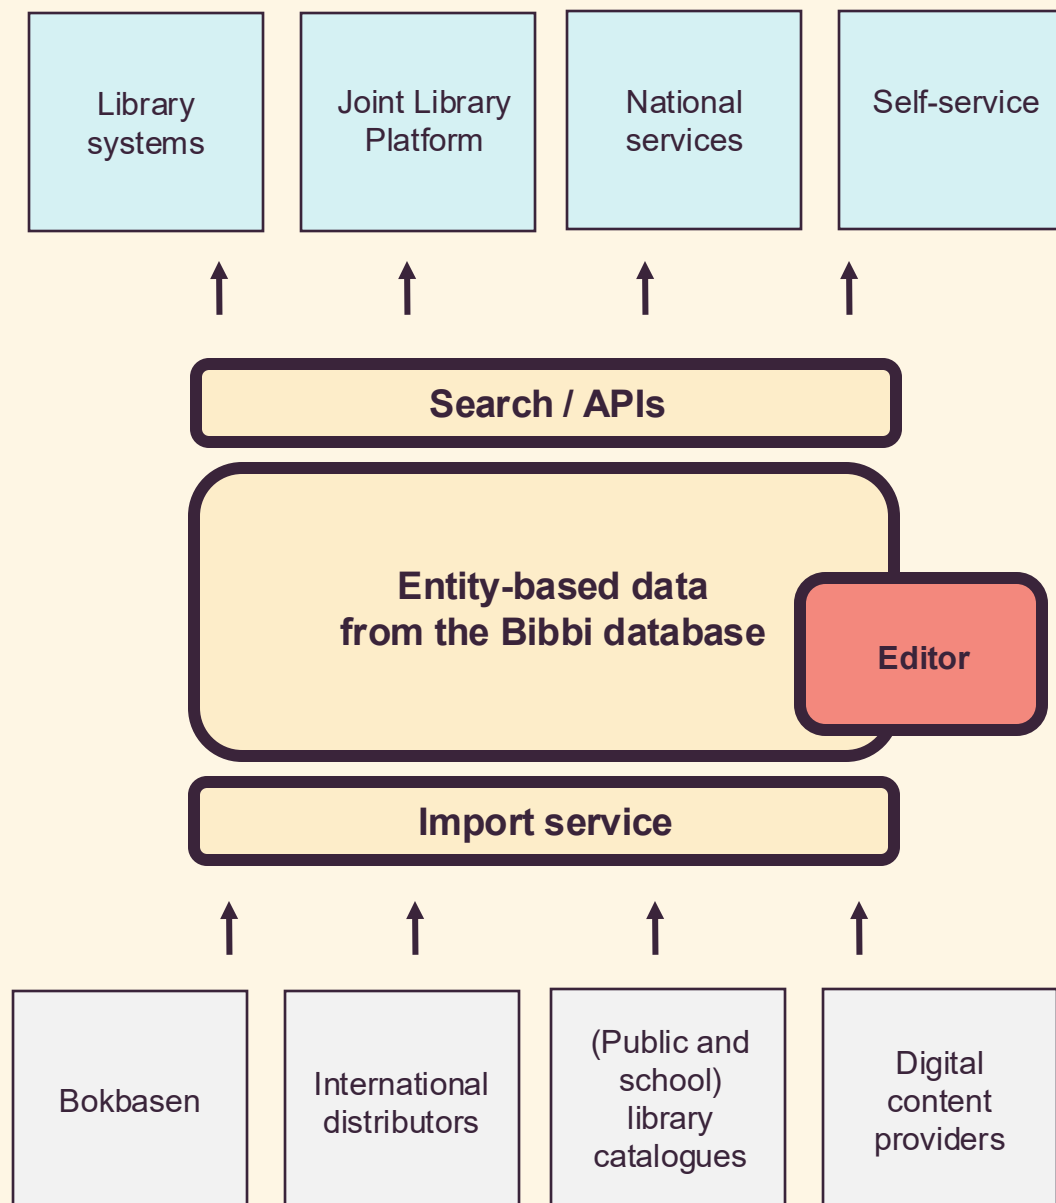 Library
systems
Joint Library
Platform
National
services
Self-service
Search / APIs
Entity-based data
from the Bibbi database
Editor
Import service
Bokbasen
International
distributors
(Public and
school)
library
catalogues
Digital
content
providers